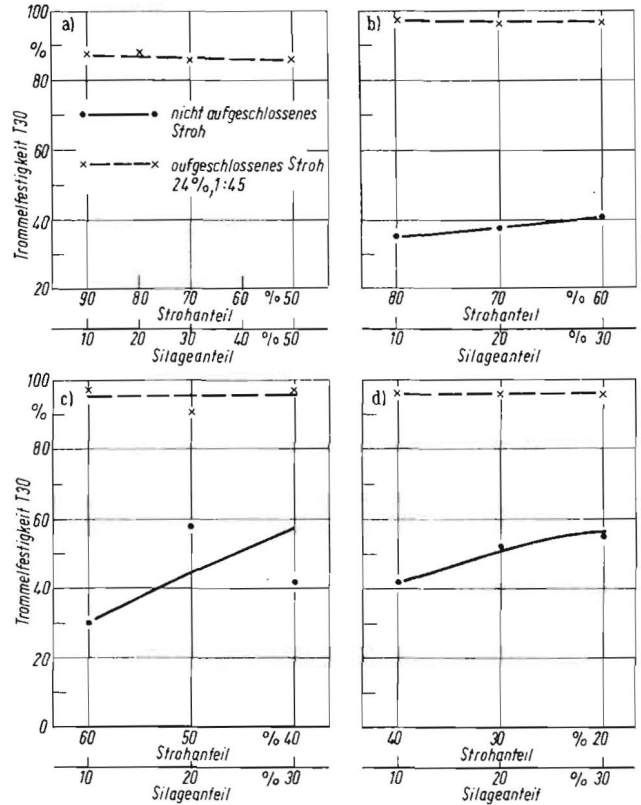 100
%
80
60
40
20
Trommelfestigkeit T30
a)
nicht aufgeschlossenes
Stroh
aufgeschlossenes Stroh
24%, 1:45
90 80 70 60 % 50
Strohanteil
10 20 30 40 % 50
Silageanteil
b)
80 70 % 60
Strohanteil
10 20 % 30
Silageanteil
100
%
80
60
40
20
0
Trommelfestigkeit T30
c)
60 50 % 40
Strohanteil
10 20 % 30
Silageanteil
d)
40 30 % 20
Strohanteil
10 20 % 30
Silageanteil